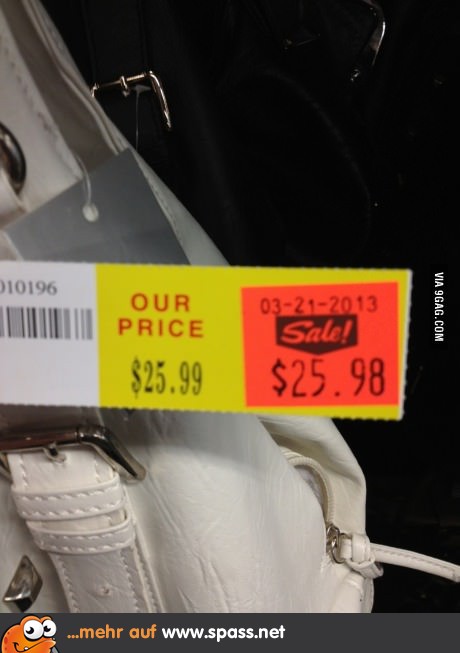 010196
OUR
PRICE
$25.99
03-21-2013
Sale!
$25.98
VIA 9GAG.COM
...mehr auf www.spass.net